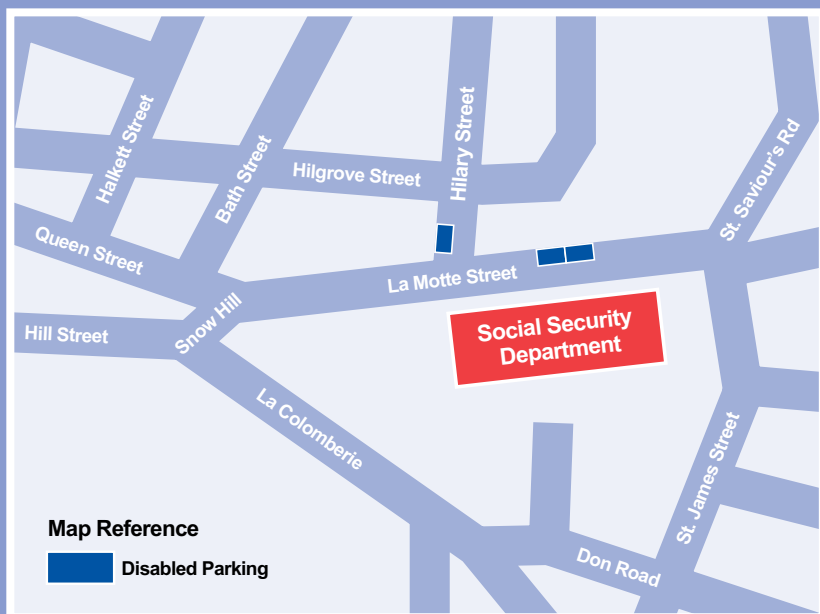 Halkett Street
Bath Street
Hilgrove Street
Hilary Street
St. Saviour's Rd
Queen Street
La Motte Street
Snow Hill
Hill Street
Social Security
Department
La Colomberie
St. James Street
Don Road
Map Reference
Disabled Parking